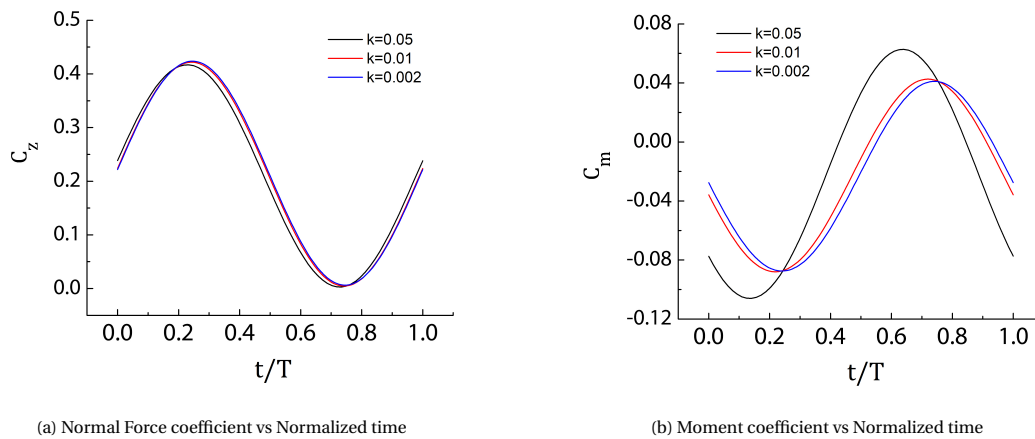 0.5
0.4
0.3
0.2
0.1
0.0
C_z
k=0.05
k=0.01
k=0.002
0.0 0.2 0.4 0.6 0.8 1.0
t/T
(a) Normal Force coefficient vs Normalized time
0.08
0.04
0.00
-0.04
-0.08
-0.12
C_m
k=0.05
k=0.01
k=0.002
0.0 0.2 0.4 0.6 0.8 1.0
t/T
(b) Moment coefficient vs Normalized time